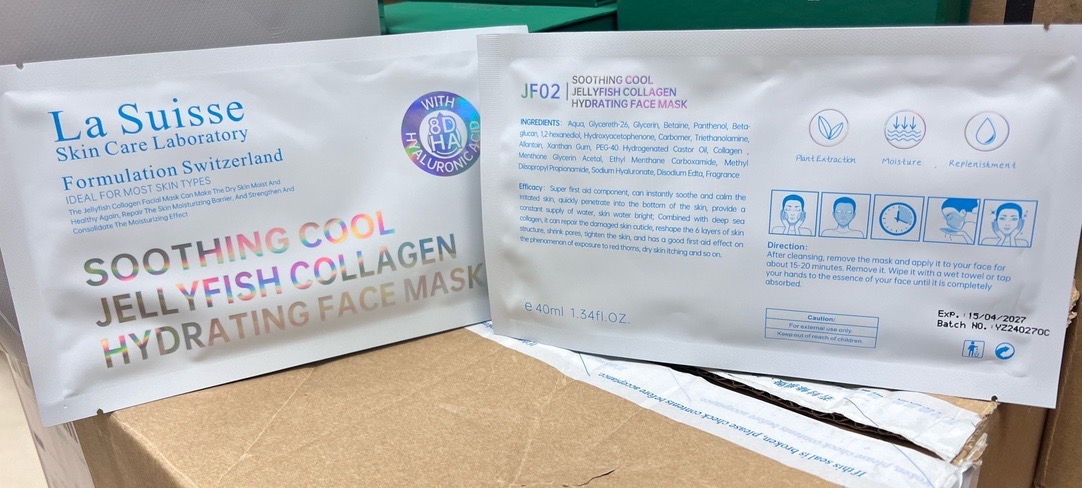 La Suisse
Skin Care Laboratory
Formulation Switzerland
IDEAL FOR MOST SKIN TYPES
The Jellyfish Collagen Facial Mask Can Make The Dry Skin Moist And
Healthy Again, Repair The Skin Moisturizing Barrier, And Strengthen And
Consolidate The Moisturizing Effect
WITH
8D
HA
HYALURONIC ACID
SOOTHING COOL
JELLYFISH COLLAGEN
HYDRATING FACE MASK
JF02
SOOTHING COOL
JELLYFISH COLLAGEN
HYDRATING FACE MASK
INGREDIENTS: Aqua, Glycereth-26, Glycerin, Betaine, Panthenol, Beta-
glucan, 1,2-hexanediol, Hydroxyacetophenone, Carbomer, Triethanolamine,
Allantoin, Xanthan Gum, PEG-40 Hydrogenated Castor Oil, Collagen ,
Menthone Glycerin Acetal, Ethyl Menthane Carboxamide, Methyl
Diisopropyl Propionamide, Sodium Hyaluronate, Disodium Edta, Fragrance
Efficacy: Super first aid component, can instantly soothe and calm the
irritated skin, quickly penetrate into the bottom of the skin, provide a
constant supply of water, skin water bright; Combined with deep sea
collagen, it can repair the damaged skin cuticle, reshape the 6 layers of skin
structure, shrink pores, tighten the skin, and has a good first-aid effect on
the phenomenon of exposure to red thorns, dry skin itching and so on.
e 40ml 1.34fl.OZ.
Plant Extraction
Moisture
Replenishment
Direction:
After cleansing, remove the mask and apply it to your face for
about 15-20 minutes. Remove it. Wipe it with a wet towel or tap
your hands to the essence of your face until it is completely
absorbed.
Caution:
For external use only.
Keep out of reach of children.
Exp. :15/04/2027
Batch NO. :YZ240270C
If this seal is broken, please check contents before acceptance